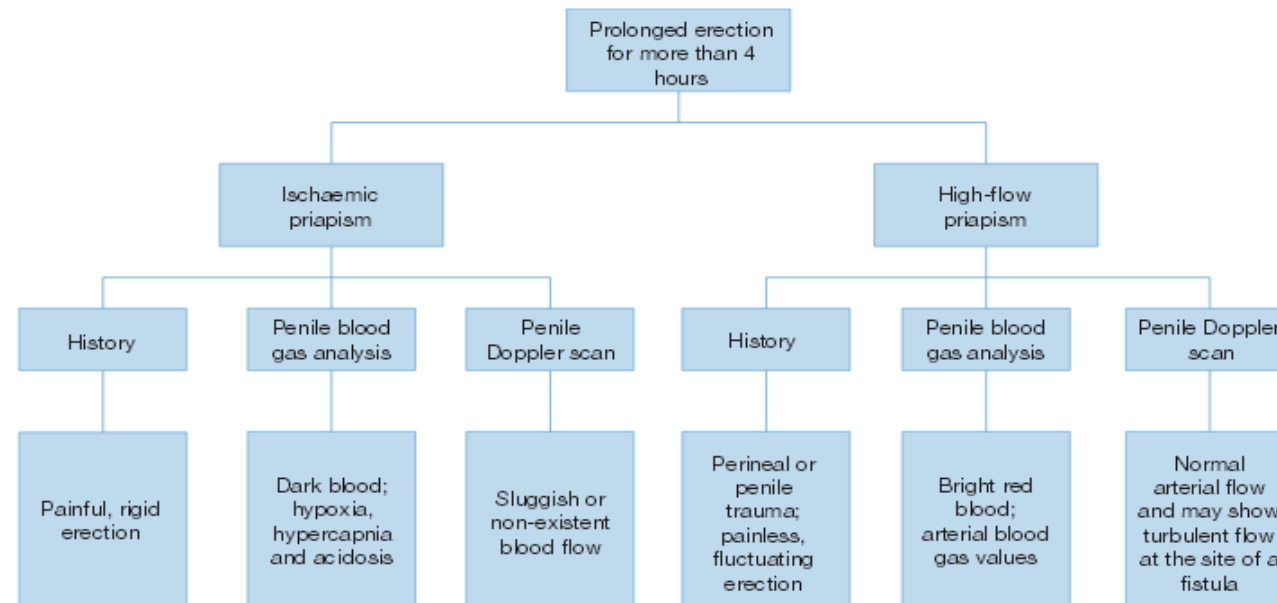 Prolonged erection
for more than 4
hours
Ischaemic
priapism
High-flow
priapism
History
Penile blood
gas analysis
Penile
Doppler scan
History
Penile blood
gas analysis
Penile Doppler
scan
Painful, rigid
erection
Dark blood;
hypoxia,
hypercapnia
and acidosis
Sluggish or
non-existent
blood flow
Perineal or
penile
trauma;
painless,
fluctuating
erection
Bright red
blood;
arterial blood
gas values
Normal
arterial flow
and may show
turbulent flow
at the site of a
fistula